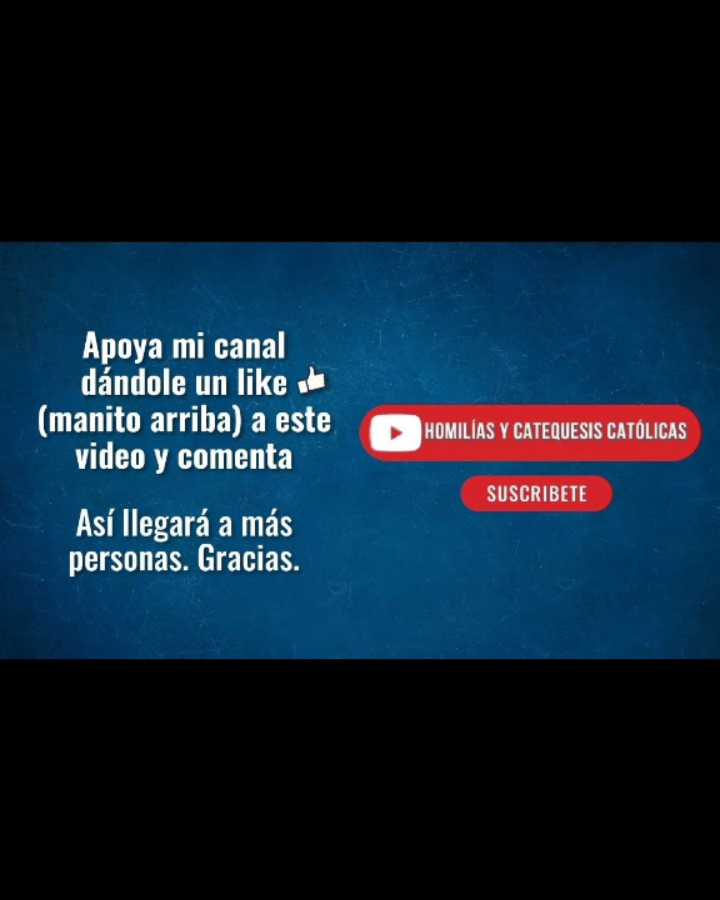 Apoya mi canal
dándole un like
(manito arriba) a este
video y comenta
Así llegará a más
personas. Gracias.
HOMILÍAS Y CATEQUESIS CATÓLICAS
SUSCRIBETE